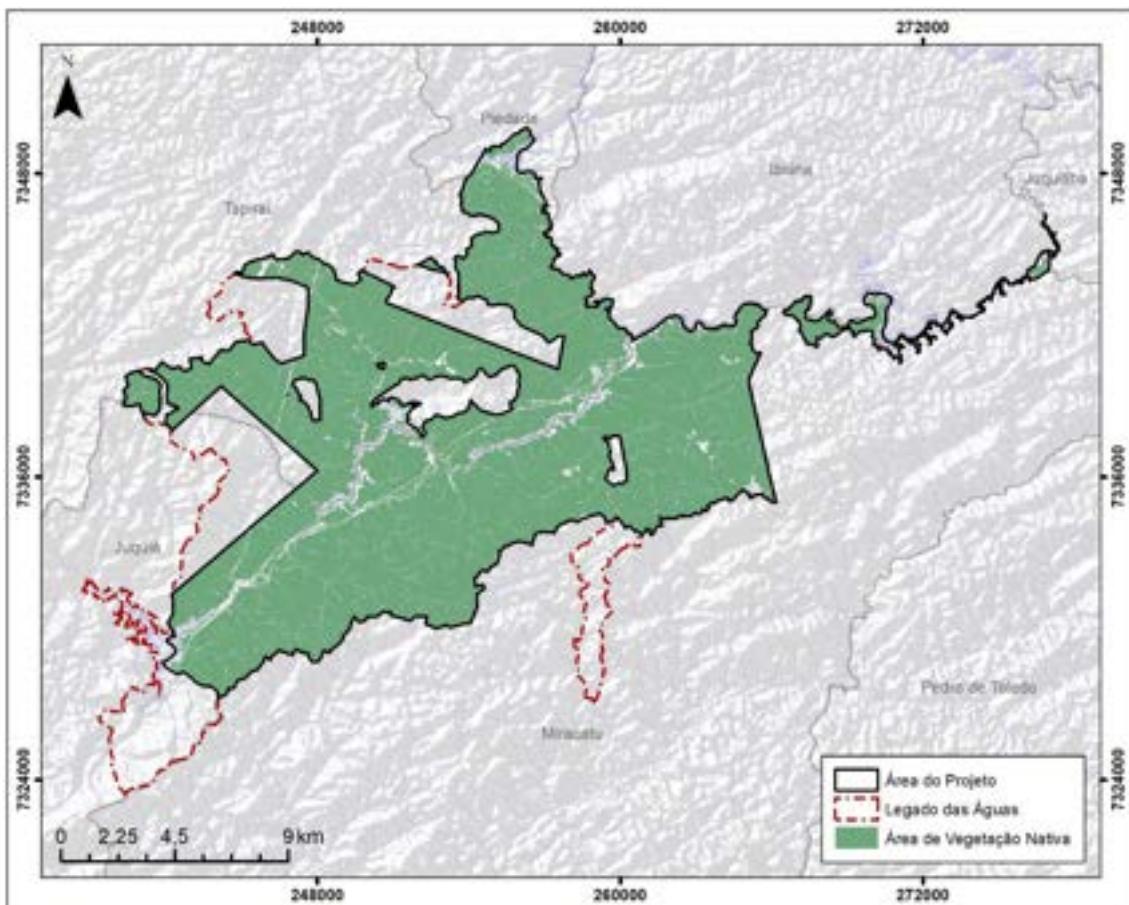 248000 260000 272000
N
Piedade
7348000 7348000
Ibiúna
Juquitiba
Tapiraí
7336000 7336000
Juquiá
Pedro de Toledo
Miracatu
7324000 7324000
Área do Projeto
Legado das Águas
Área de Vegetação Nativa
0 2,25 4,5 9 km
248000 260000 272000